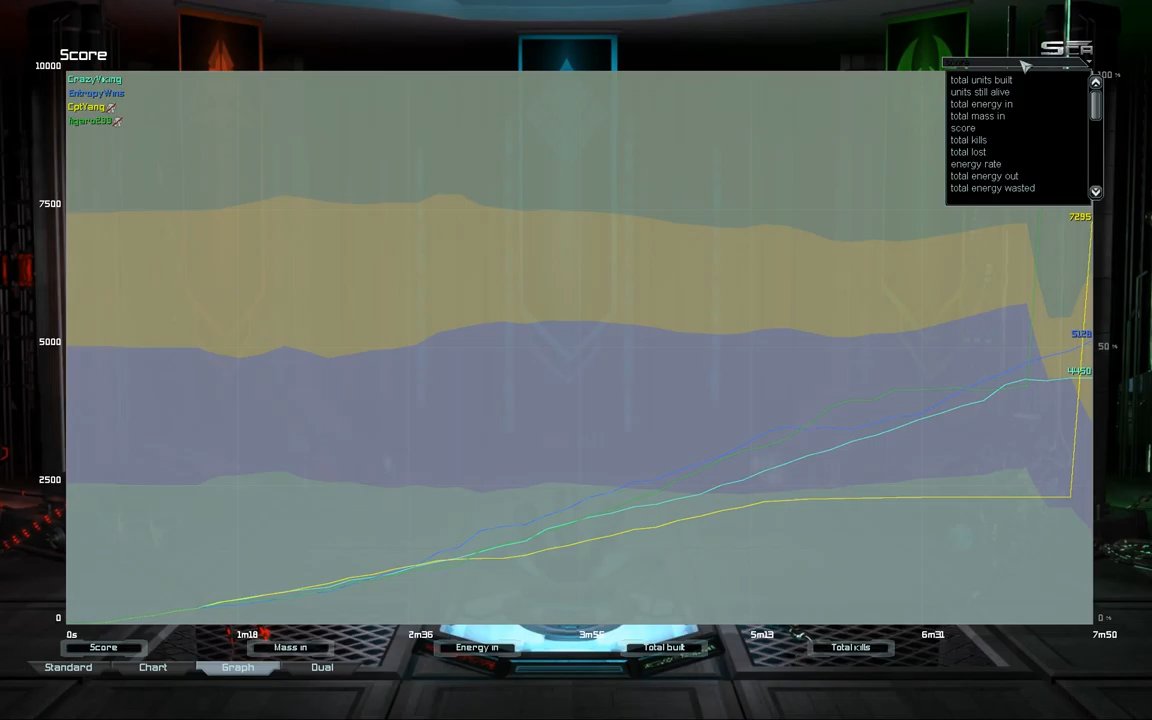 Score
10000
CrazyViking
EntropyWins
CptYang
7500
5000
2500
0
0s
1m18
2m36
3m55
5m13
6m31
7m50
100 %
50 %
0 %
7295
5128
4450
total units built
units still alive
total energy in
total mass in
score
total kills
total lost
energy rate
total energy out
total energy wasted
Score
Mass in
Energy in
Total built
Total kills
Standard
Chart
Graph
Dual